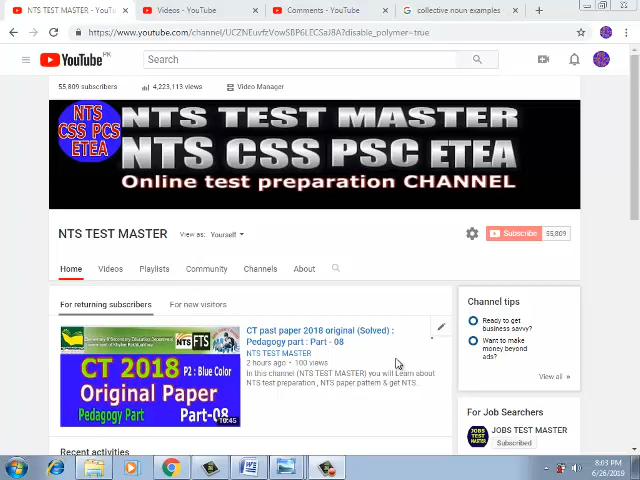 NTS TEST MASTER - YouTu
Videos - YouTube
Comments - YouTube
collective noun examples
https://www.youtube.com/channel/UCZNEuvfzVowSBP6LECSaJ8A?disable_polymer=true
YouTube PK
Search
55,809 subscribers
4,223,113 views
Video Manager
NTS
CSS PCS
ETEA
NTS TEST MASTER
NTS CSS PSC ETEA
Online test preparation CHANNEL
NTS TEST MASTER
View as: Yourself
Subscribe 55,809
Home Videos Playlists Community Channels About
For returning subscribers
For new visitors
CT 2018 P2 : Blue Color
Original Paper
Pedagogy Part Part-08
NTS FTS
10:45
CT past paper 2018 original (Solved) :
Pedagogy part : Part - 08
NTS TEST MASTER
2 hours ago • 100 views
In this channel (NTS TEST MASTER) you will Learn about
NTS test preparation , NTS paper pattern & get NTS...
Recent activities
Channel tips
Ready to get
business savvy?
Want to make
money beyond
ads?
View all »
For Job Searchers
JOBS
TEST
MASTER
JOBS TEST MASTER
Subscribed
8:03 PM
6/26/2019